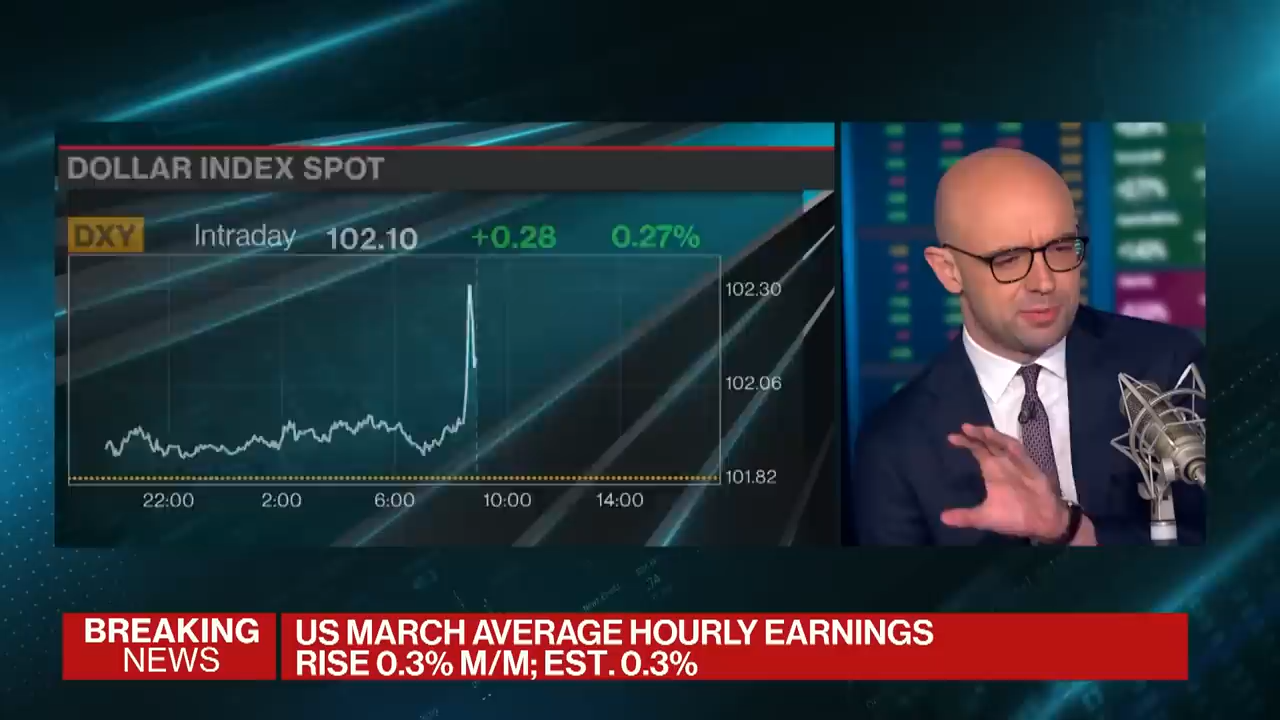 DOLLAR INDEX SPOT
DXY Intraday 102.10 +0.28 0.27%
102.30
102.06
101.82
22:00 2:00 6:00 10:00 14:00
BREAKING
NEWS
US MARCH AVERAGE HOURLY EARNINGS
RISE 0.3% M/M; EST. 0.3%